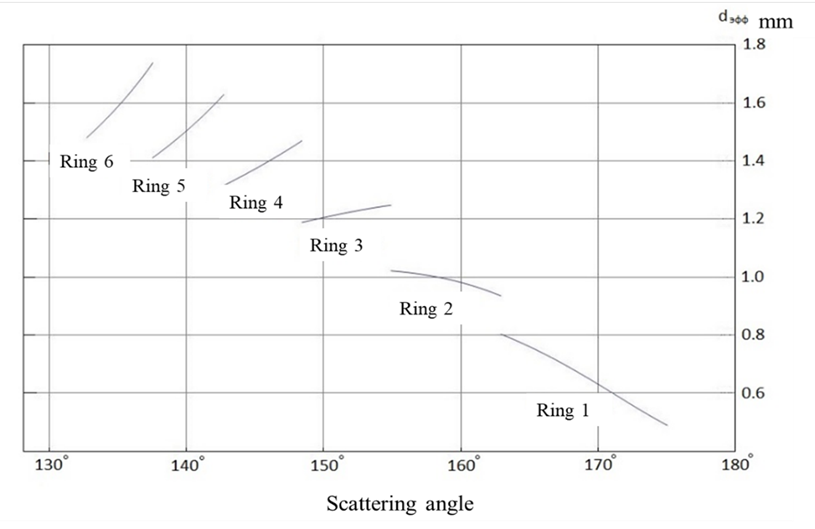 dэфф mm
1.8
1.6
Ring 6
1.4
Ring 5
Ring 4
1.2
Ring 3
1.0
Ring 2
0.8
0.6
Ring 1
130° 140° 150° 160° 170° 180°
Scattering angle